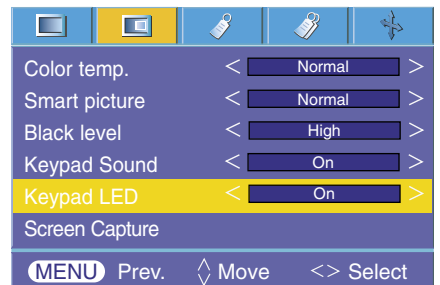 Color temp. < Normal >
Smart picture < Normal >
Black level < High >
Keypad Sound < On >
Keypad LED < On >
Screen Capture
MENU Prev. Move <> Select